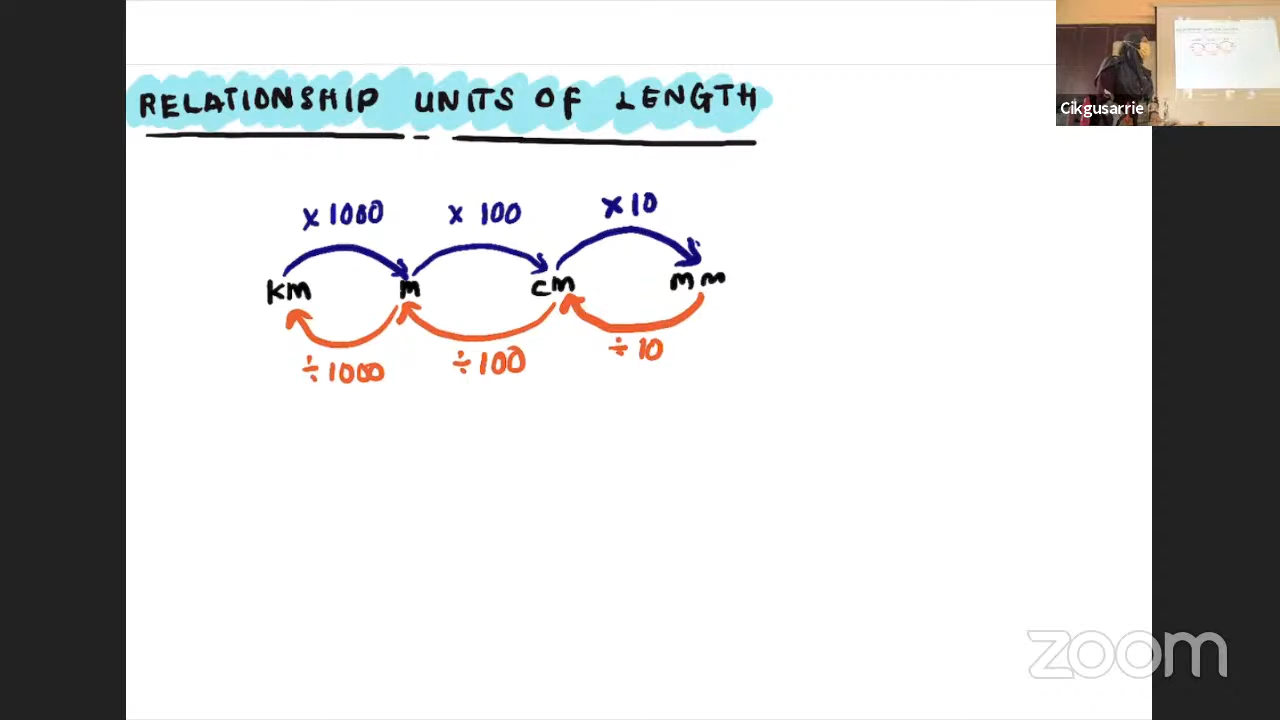 RELATIONSHIP UNITS OF LENGTH
Cikgusarrie
x 1000 x 100 x 10
KM m cm mm
÷ 1000 ÷ 100 ÷ 10
zoom